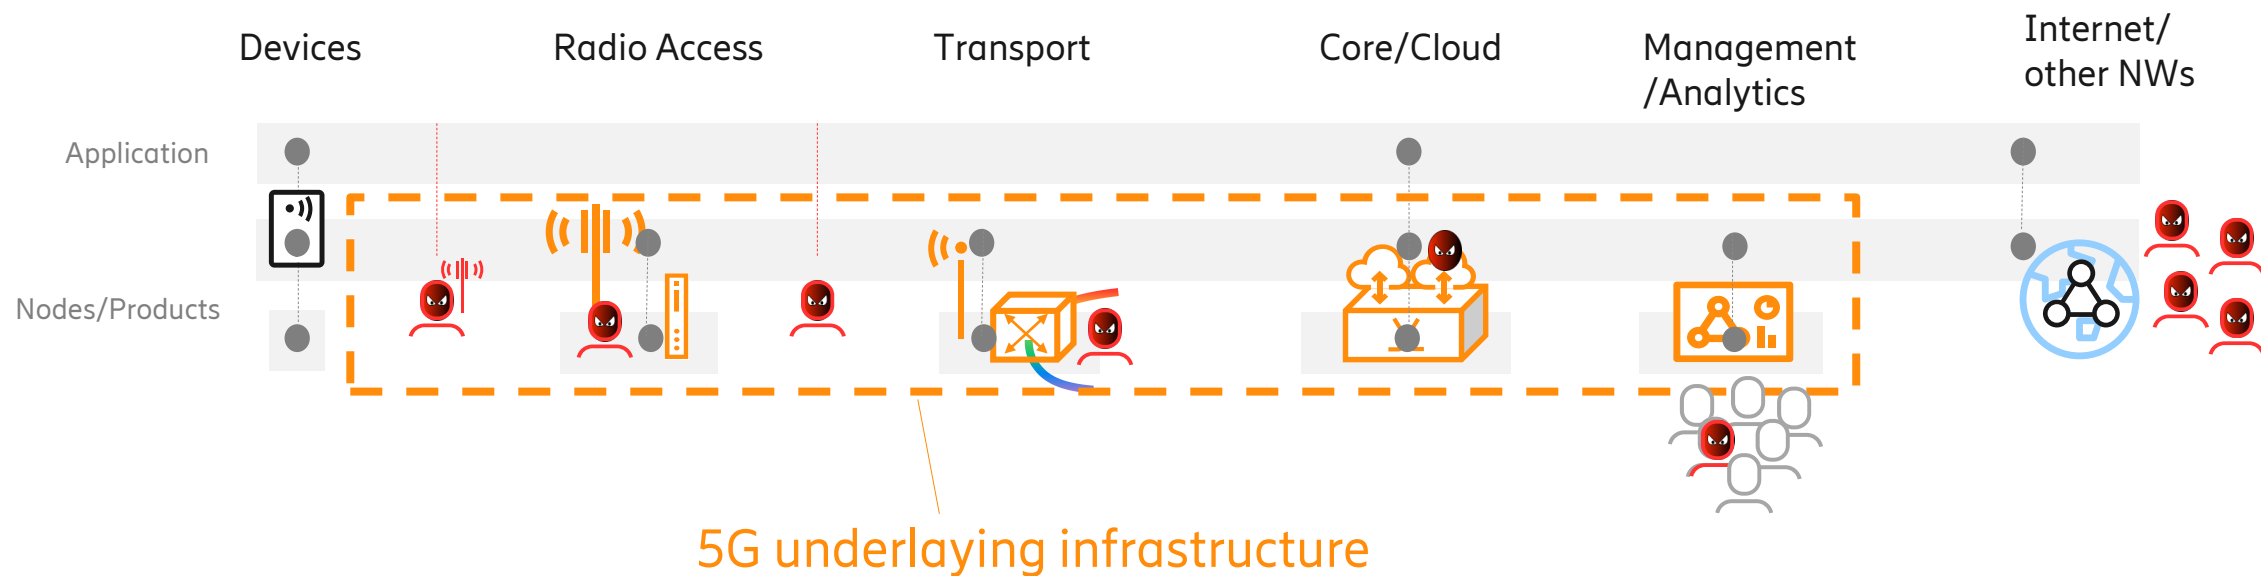 Devices
Radio Access
Transport
Core/Cloud
Management
/Analytics
Internet/
other NWs
Application
Nodes/Products
5G underlaying infrastructure